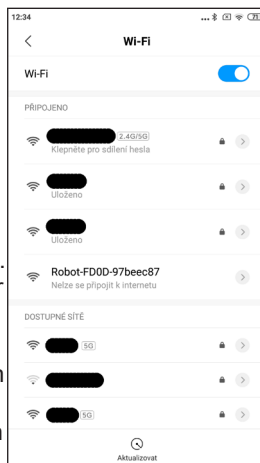 12:34
... 71
Wi-Fi
Wi-Fi
PŘIPOJENO
2.4G/5G
Klepněte pro sdílení hesla
Uloženo
Uloženo
Robot-FD0D-97beec87
Nelze se připojit k internetu
DOSTUPNÉ SÍTĚ
5G
5G
Aktualizovat